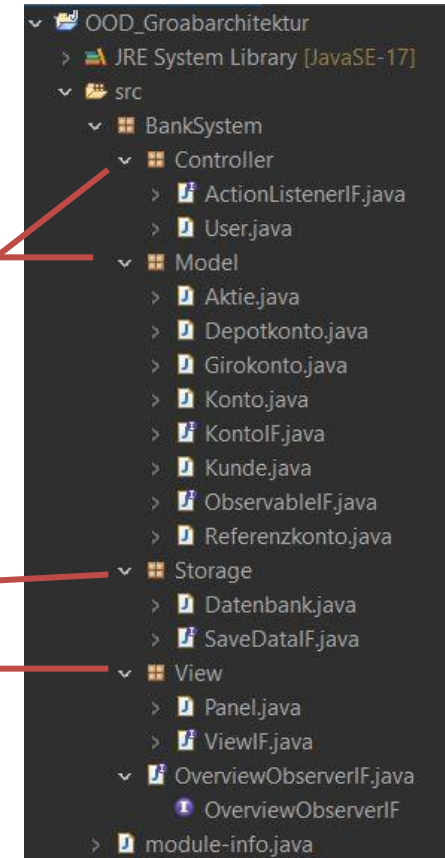 OOD_Groabarchitektur
JRE System Library [JavaSE-17]
src
BankSystem
Controller
ActionListenerIF.java
User.java
Model
Aktie.java
Depotkonto.java
Girokonto.java
Konto.java
KontoIF.java
Kunde.java
ObservableIF.java
Referenzkonto.java
Storage
Datenbank.java
SaveDataIF.java
View
Panel.java
ViewIF.java
OverviewObserverIF.java
OverviewObserverIF
module-info.java